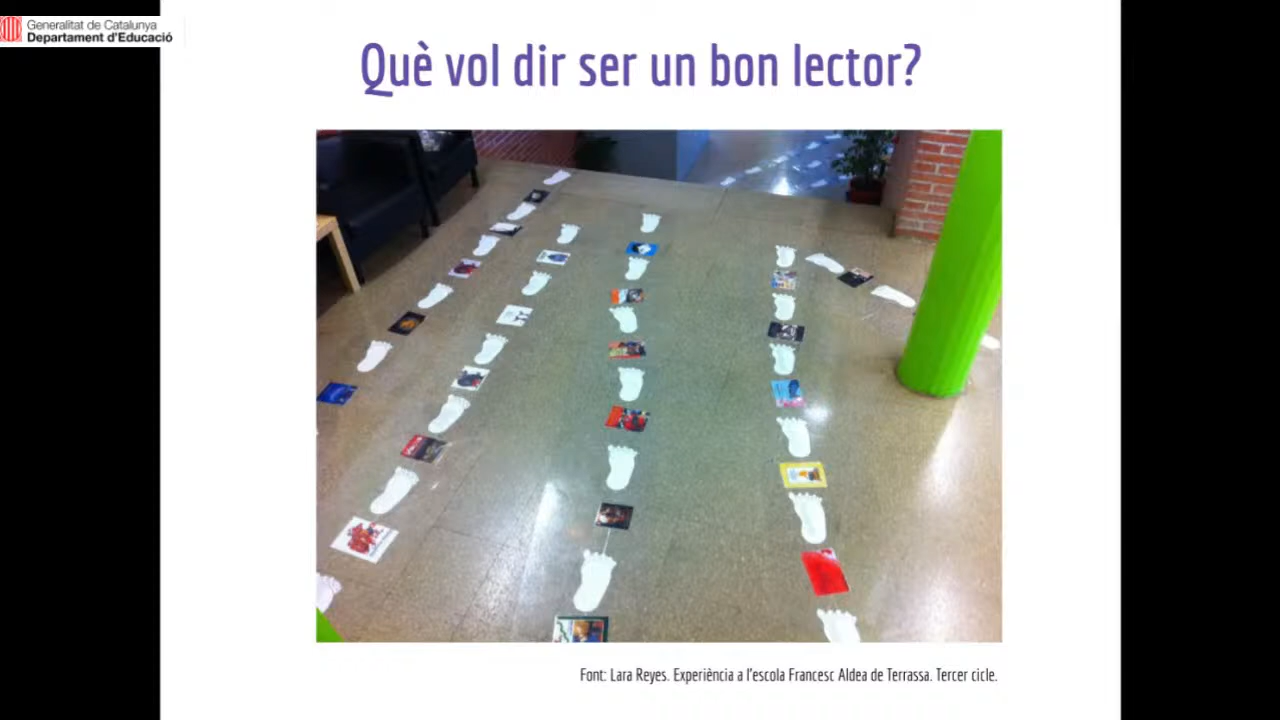 Generalitat de Catalunya
Departament d'Educació
Què vol dir ser un bon lector?
Font: Lara Reyes. Experiència a l'escola Francesc Aldea de Terrassa. Tercer cicle.